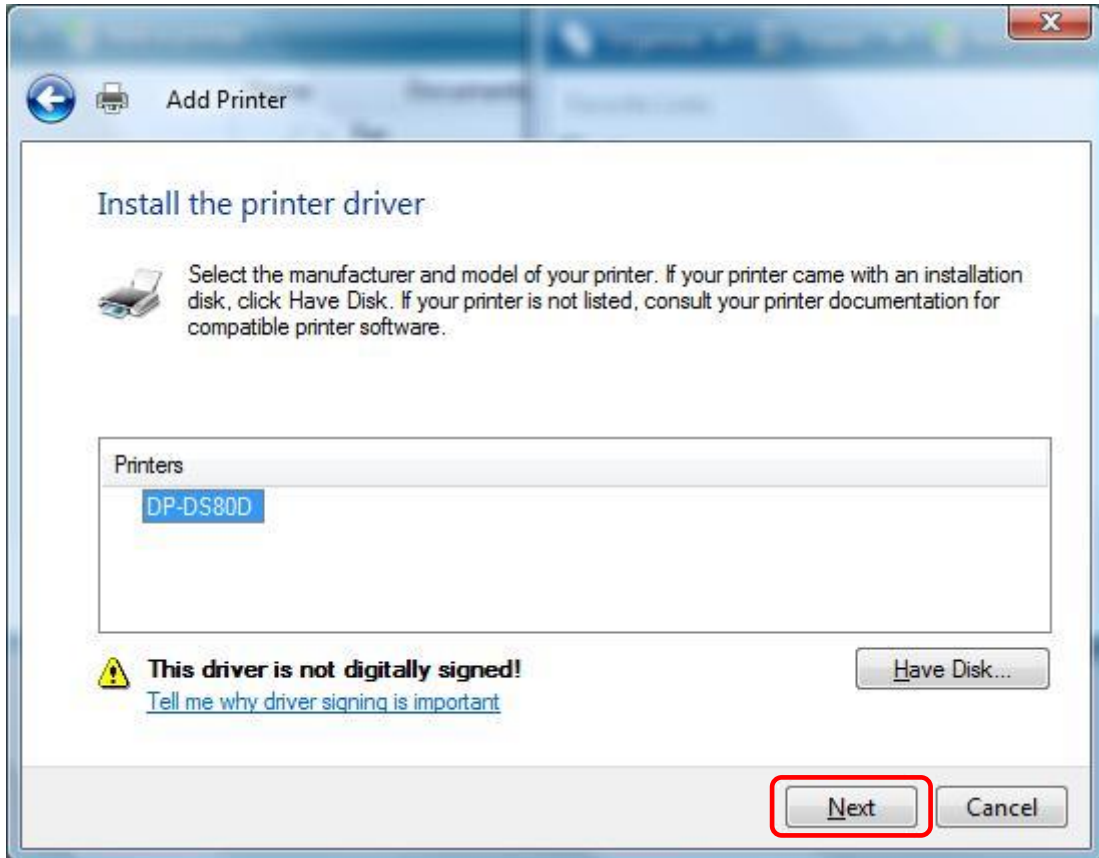 Add Printer
Install the printer driver
Select the manufacturer and model of your printer. If your printer came with an installation
disk, click Have Disk. If your printer is not listed, consult your printer documentation for
compatible printer software.
Printers
DP-DS80D
This driver is not digitally signed!
Have Disk...
Tell me why driver signing is important
Next
Cancel